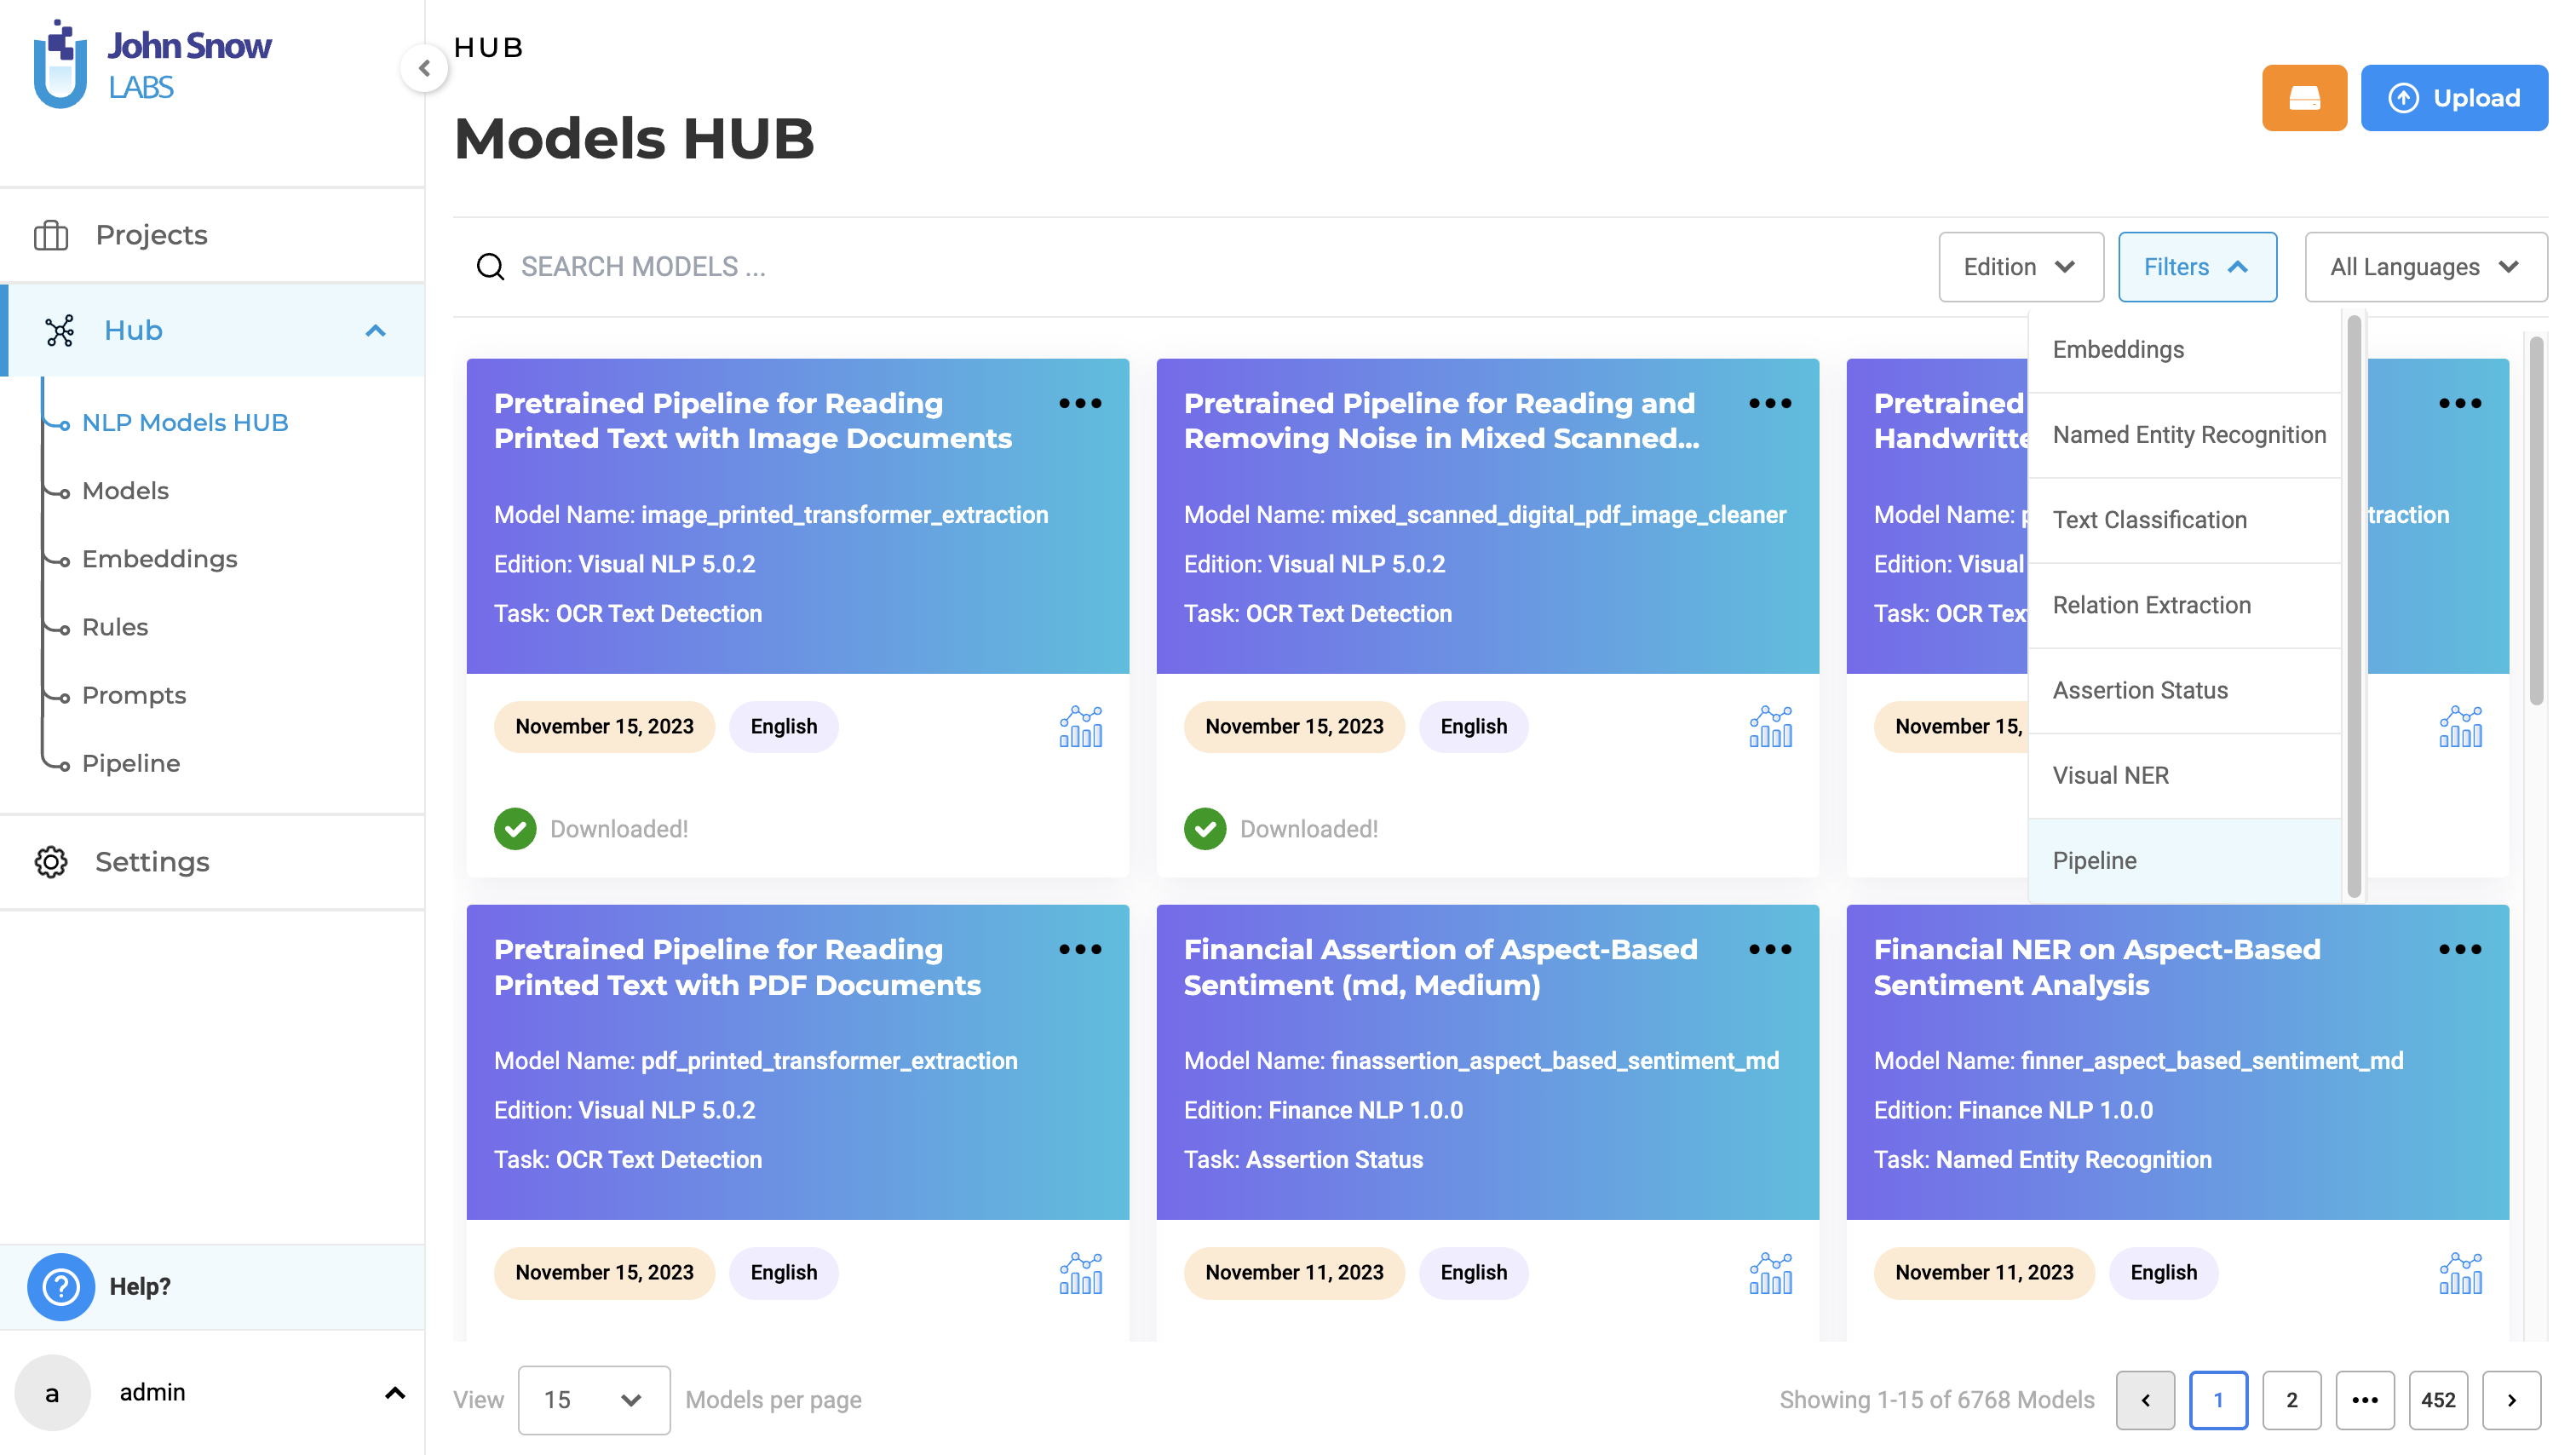 John Snow
LABS
Projects
Hub
NLP Models HUB
Models
Embeddings
Rules
Prompts
Pipeline
Settings
Help?
a
admin
HUB
Models HUB
Upload
SEARCH MODELS ...
Edition
Filters
All Languages
Embeddings
Named Entity Recognition
Text Classification
Relation Extraction
Assertion Status
Visual NER
Pipeline
Pretrained Pipeline for Reading
Printed Text with Image Documents
Model Name: image_printed_transformer_extraction
Edition: Visual NLP 5.0.2
Task: OCR Text Detection
November 15, 2023
English
Downloaded!
Pretrained Pipeline for Reading and
Removing Noise in Mixed Scanned...
Model Name: mixed_scanned_digital_pdf_image_cleaner
Edition: Visual NLP 5.0.2
Task: OCR Text Detection
November 15, 2023
English
Downloaded!
Pretrained
Model Name:
Edition: Visual
Task: OCR
November 15,
Pretrained Pipeline for Reading
Printed Text with PDF Documents
Model Name: pdf_printed_transformer_extraction
Edition: Visual NLP 5.0.2
Task: OCR Text Detection
November 15, 2023
English
Financial Assertion of Aspect-Based
Sentiment (md, Medium)
Model Name: finassertion_aspect_based_sentiment_md
Edition: Finance NLP 1.0.0
Task: Assertion Status
November 11, 2023
English
Financial NER on Aspect-Based
Sentiment Analysis
Model Name: finner_aspect_based_sentiment_md
Edition: Finance NLP 1.0.0
Task: Named Entity Recognition
November 11, 2023
English
View
15
Models per page
Showing 1-15 of 6768 Models
1
2
452